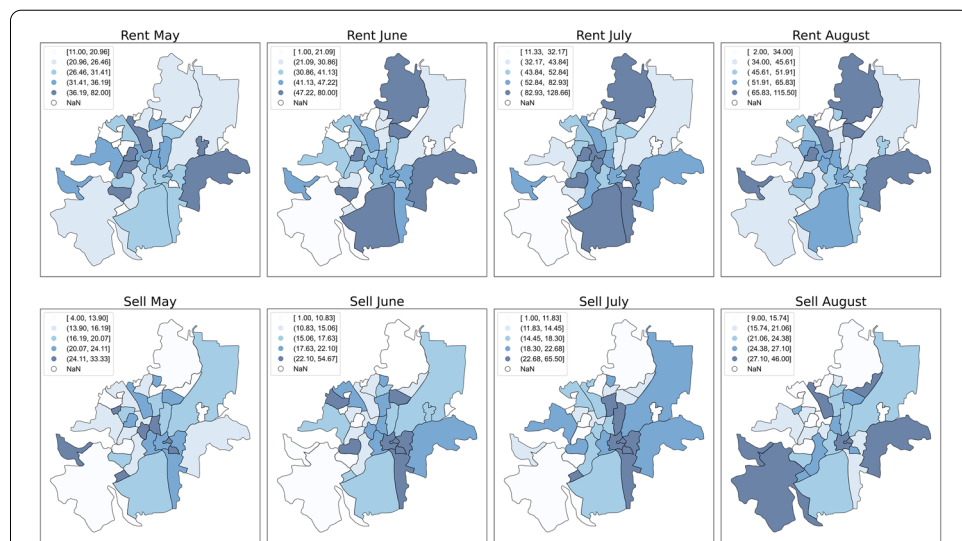 Rent May
[11.00, 20.96]
(20.96, 26.46]
(26.46, 31.41]
(31.41, 36.19]
(36.19, 82.00]
NaN
Rent June
[ 1.00, 21.09]
(21.09, 30.86]
(30.86, 41.13]
(41.13, 47.22]
(47.22, 80.00]
NaN
Rent July
[ 11.33, 32.17]
( 32.17, 43.84]
( 43.84, 52.84]
( 52.84, 82.93]
( 82.93, 128.66]
NaN
Rent August
[ 2.00, 34.00]
( 34.00, 45.61]
( 45.61, 51.91]
( 51.91, 65.83]
( 65.83, 115.50]
NaN
Sell May
[ 4.00, 13.90]
(13.90, 16.19]
(16.19, 20.07]
(20.07, 24.11]
(24.11, 33.33]
NaN
Sell June
[ 1.00, 10.83]
(10.83, 15.06]
(15.06, 17.63]
(17.63, 22.10]
(22.10, 54.67]
NaN
Sell July
[ 1.00, 11.83]
(11.83, 14.45]
(14.45, 18.30]
(18.30, 22.68]
(22.68, 65.50]
NaN
Sell August
[ 9.00, 15.74]
(15.74, 21.06]
(21.06, 24.38]
(24.38, 27.10]
(27.10, 46.00]
NaN